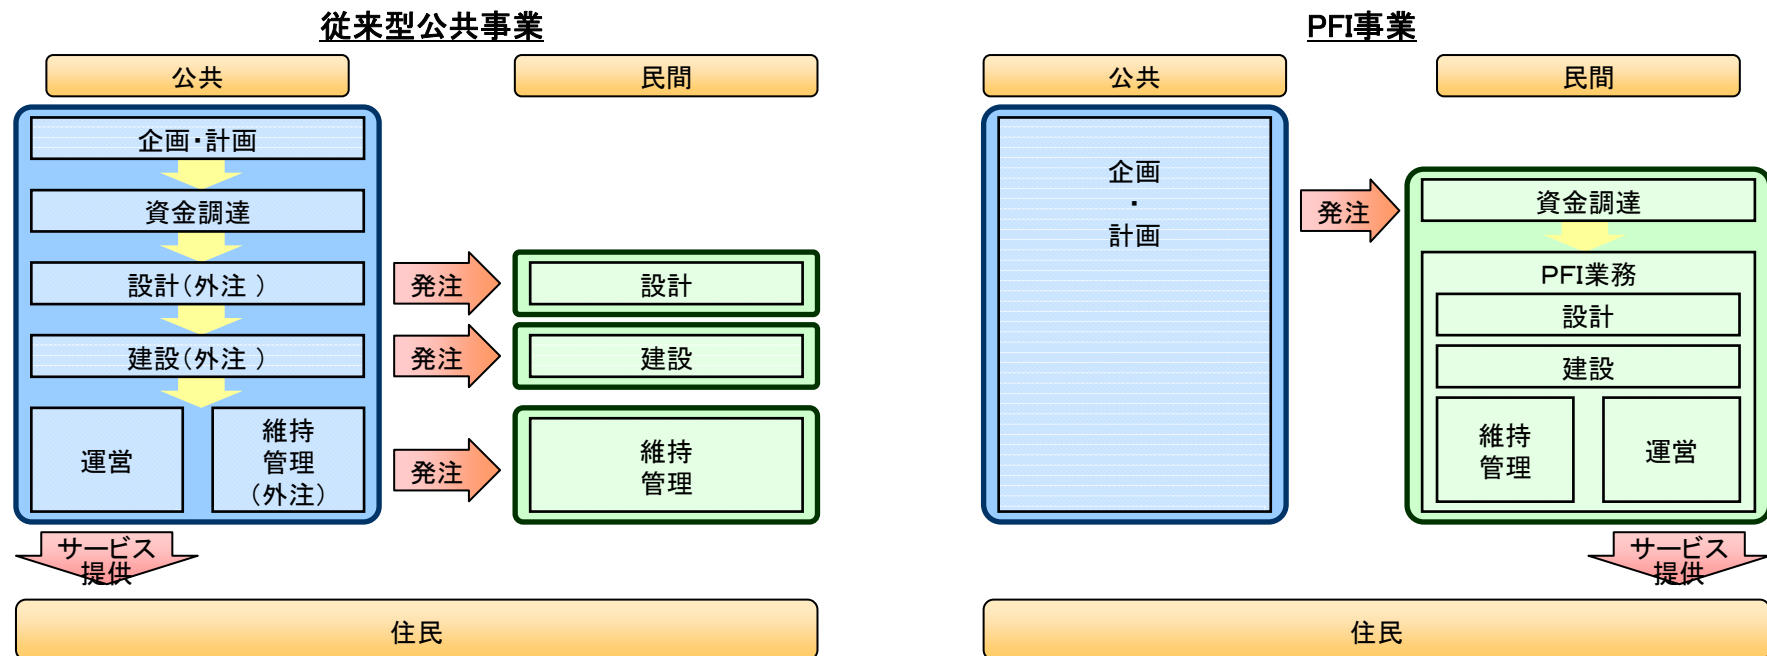 従来型公共事業
公共
民間
企画・計画
資金調達
設計(外注 )
建設(外注 )
運営
維持
管理
(外注)
発注
発注
発注
設計
建設
維持
管理
サービス
提供
住民
PFI事業
公共
民間
企画
・
計画
発注
資金調達
PFI業務
設計
建設
維持
管理
運営
サービス
提供
住民